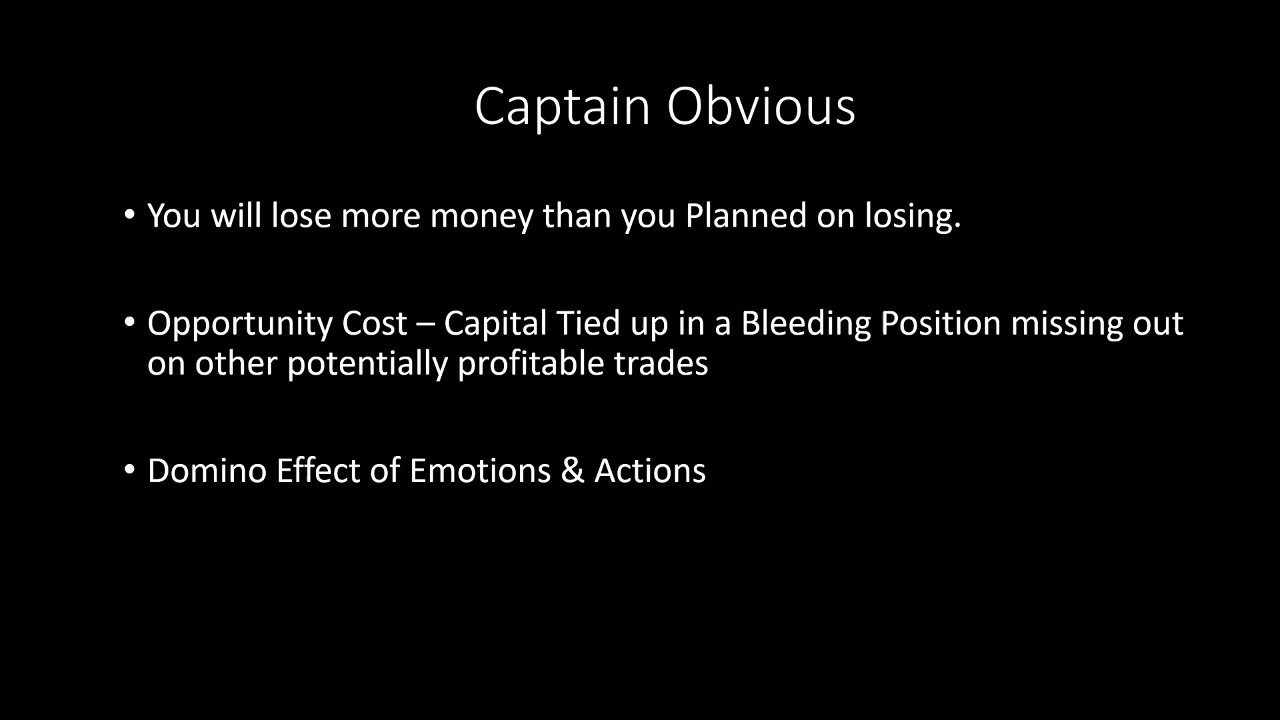 Captain Obvious
• You will lose more money than you Planned on losing.
• Opportunity Cost – Capital Tied up in a Bleeding Position missing out
on other potentially profitable trades
• Domino Effect of Emotions & Actions